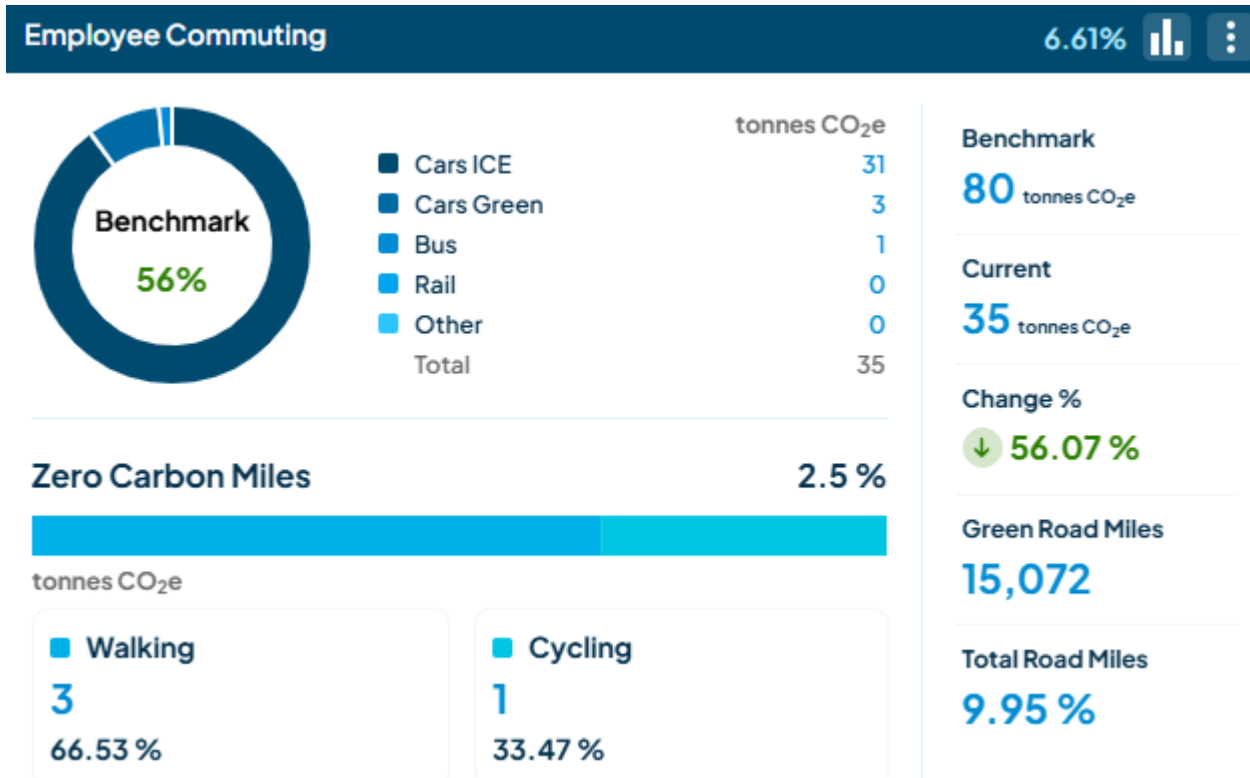 Employee Commuting 6.61%
Benchmark
56%
tonnes CO₂e
Cars ICE 31
Cars Green 3
Bus 1
Rail 0
Other 0
Total 35
Zero Carbon Miles 2.5 %
tonnes CO₂e
Walking
3
66.53 %
Cycling
1
33.47 %
Benchmark
80 tonnes CO₂e
Current
35 tonnes CO₂e
Change %
↓ 56.07 %
Green Road Miles
15,072
Total Road Miles
9.95 %